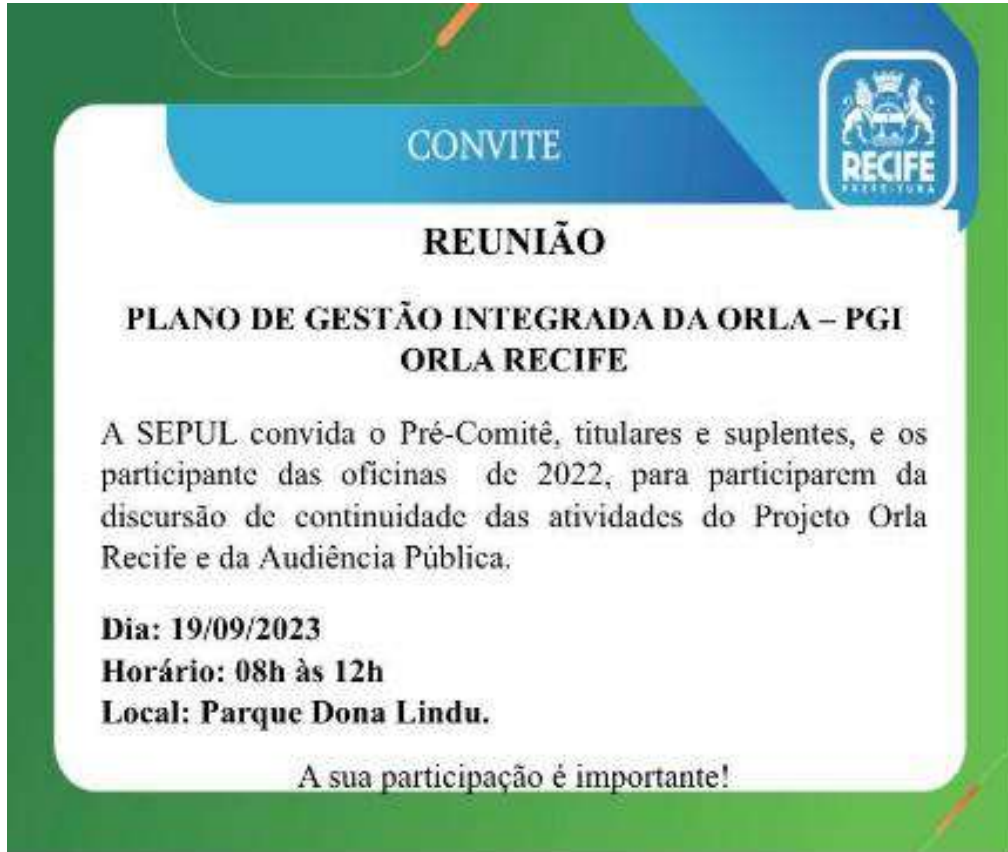 CONVITE
RECIFE
PREFEITURA
REUNIÃO
PLANO DE GESTÃO INTEGRADA DA ORLA – PGI
ORLA RECIFE
A SEPUL convida o Pré-Comitê, titulares e suplentes, e os
participante das oficinas de 2022, para participarem da
discursão de continuidade das atividades do Projeto Orla
Recife e da Audiência Pública.
Dia: 19/09/2023
Horário: 08h às 12h
Local: Parque Dona Lindu.
A sua participação é importante!